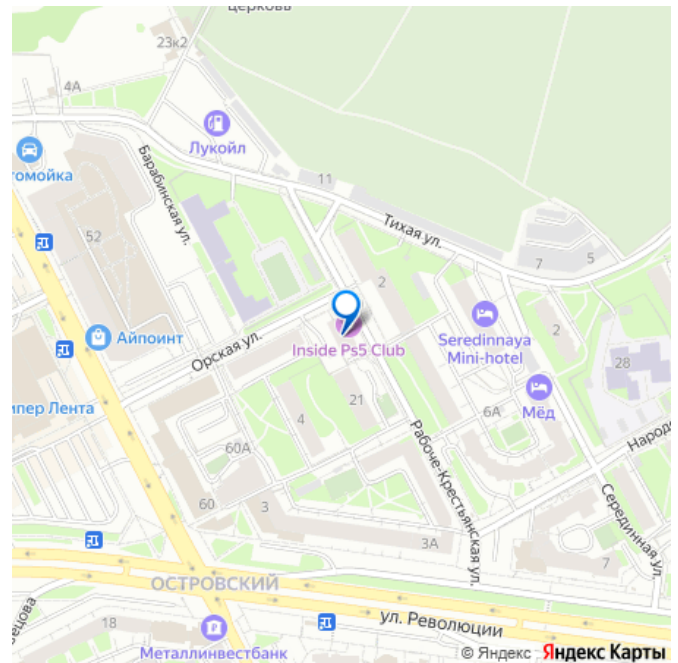 церковь
23к2
4А
Лукойл
томойка
Барабинская ул.
11
Тихая ул.
52
7
5
2
Айпоинт
Орская ул.
Inside Ps5 Club
Seredinnaya
Mini-hotel
2
28
ипер Лента
Мёд
21
4
6А
60А
Рабоче-Крестьянская ул.
Народ
60
3
3А
Серединная ул.
7
ОСТРОВСКИЙ
вецова
18
ул. Революции
Металлинвестбанк
© Яндекс Яндекс Карты